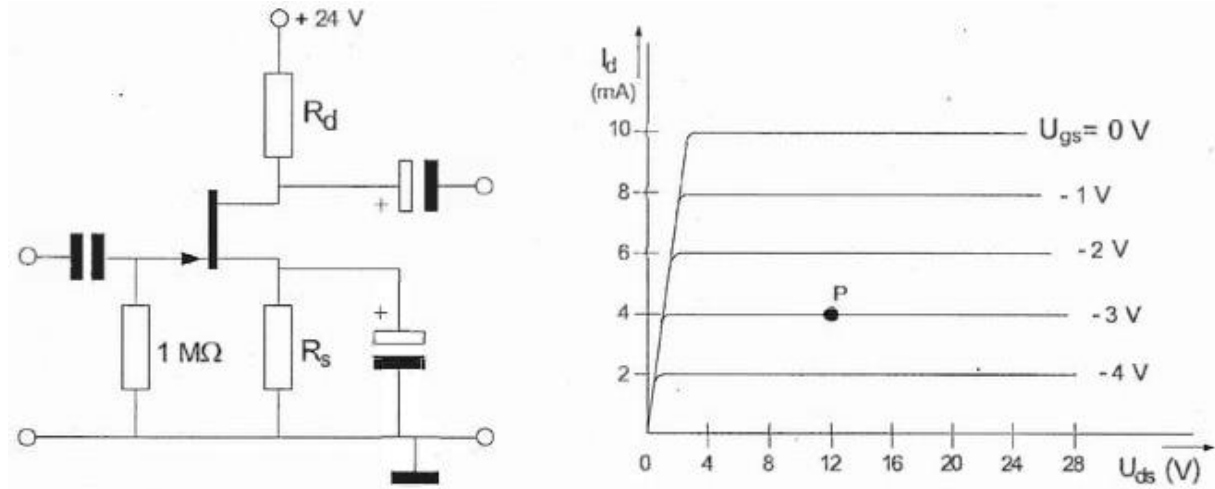 + 24 V
R_d
+
1 MΩ
+
R_s
I_d
(mA)
10
8
6
4
2
U_gs = 0 V
- 1 V
- 2 V
P
- 3 V
- 4 V
0 4 8 12 16 20 24 28
U_ds (V)